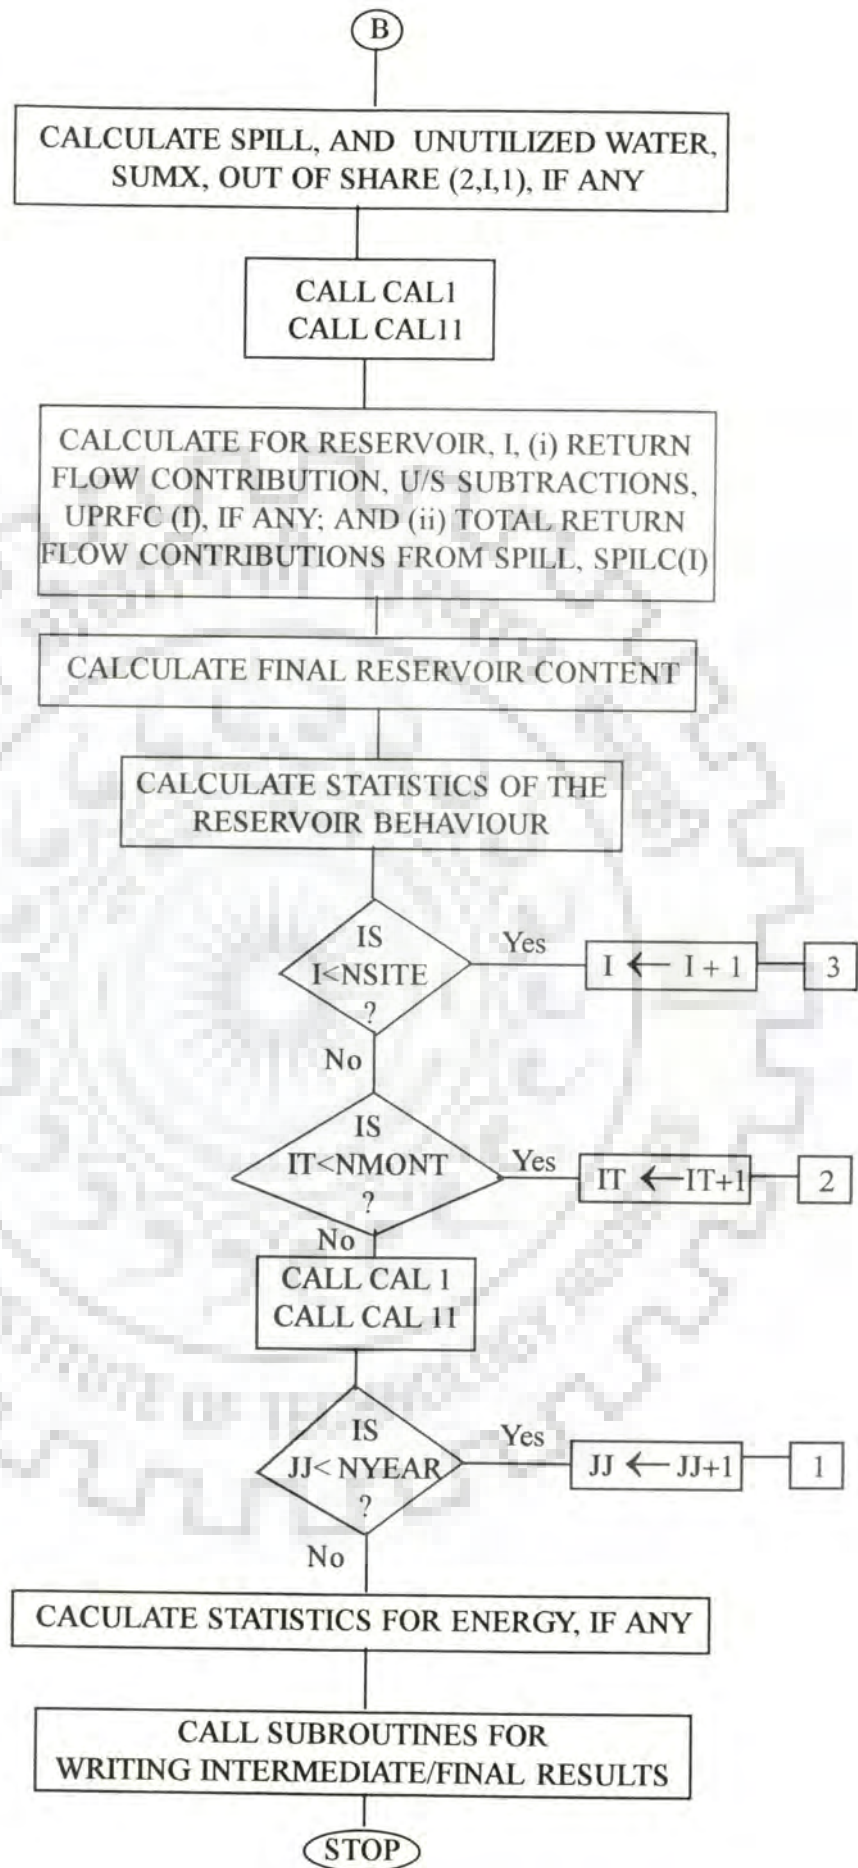 B
CALCULATE SPILL, AND UNUTILIZED WATER,
SUMX, OUT OF SHARE (2,I,1), IF ANY
CALL CAL1
CALL CAL11
CALCULATE FOR RESERVOIR, I, (i) RETURN
FLOW CONTRIBUTION, U/S SUBTRACTIONS,
UPRFC (I), IF ANY; AND (ii) TOTAL RETURN
FLOW CONTRIBUTIONS FROM SPILL, SPILC(I)
CALCULATE FINAL RESERVOIR CONTENT
CALCULATE STATISTICS OF THE
RESERVOIR BEHAVIOUR
IS
I<NSITE
?
Yes
I ← I + 1
3
No
IS
IT<NMONT
?
Yes
IT ←IT+1
2
No
CALL CAL 1
CALL CAL 11
IS
JJ< NYEAR
?
Yes
JJ ← JJ+1
1
No
CACULATE STATISTICS FOR ENERGY, IF ANY
CALL SUBROUTINES FOR
WRITING INTERMEDIATE/FINAL RESULTS
STOP